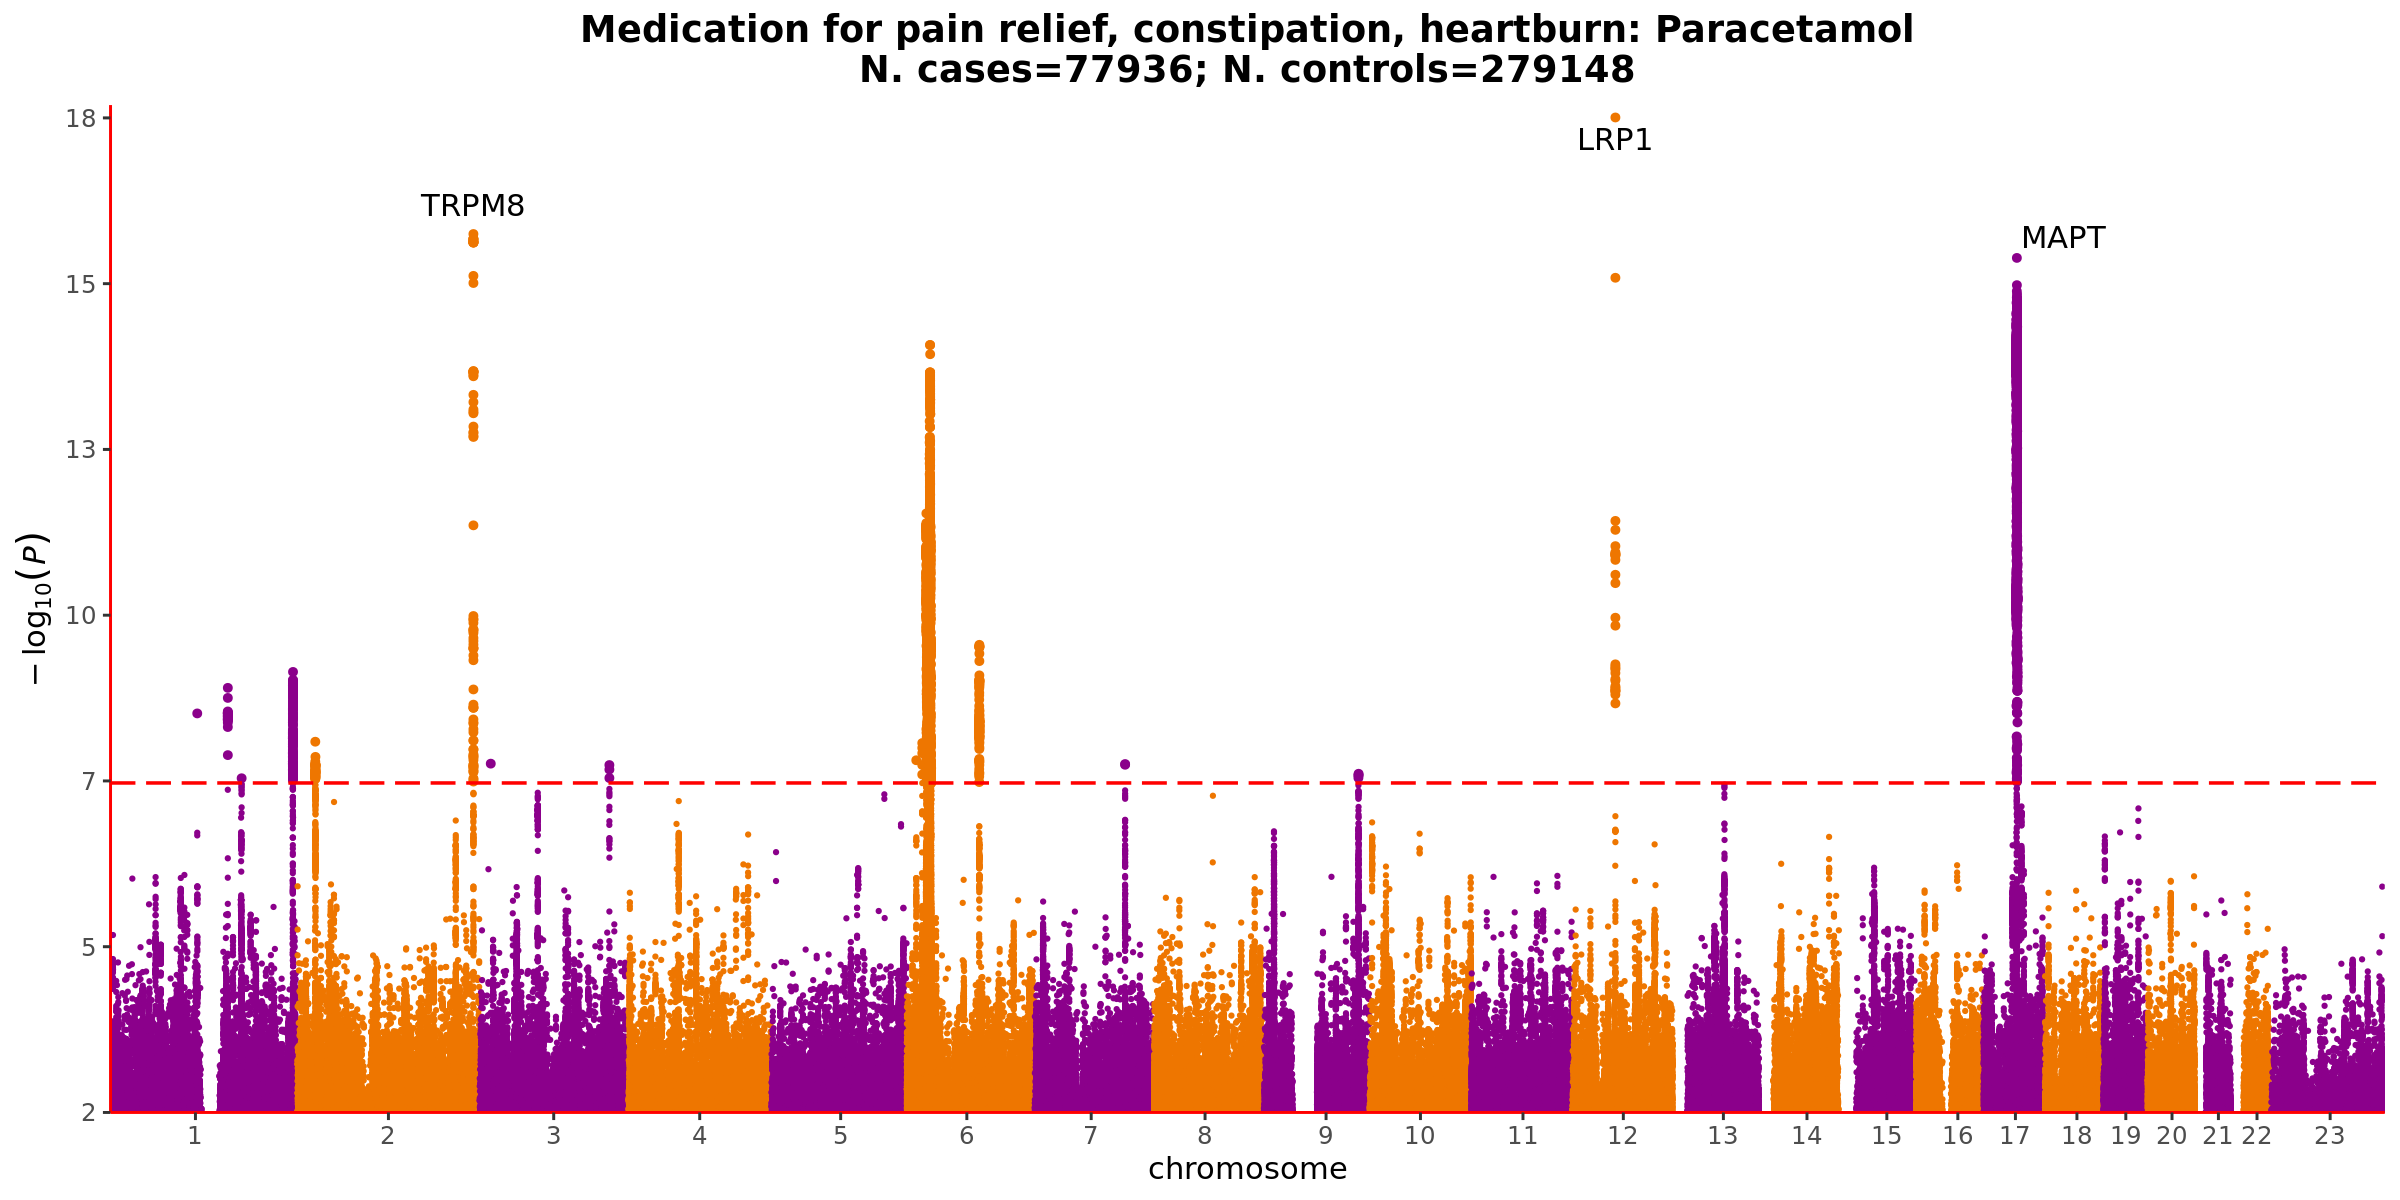 Medication for pain relief, constipation, heartburn: Paracetamol
N. cases=77936; N. controls=279148
18
LRP1
TRPM8
MAPT
15
13
− log10(P)
10
7
5
2
1 2 3 4 5 6 7 8 9 10 11 12 13 14 15 16 17 18 19 20 21 22 23
chromosome